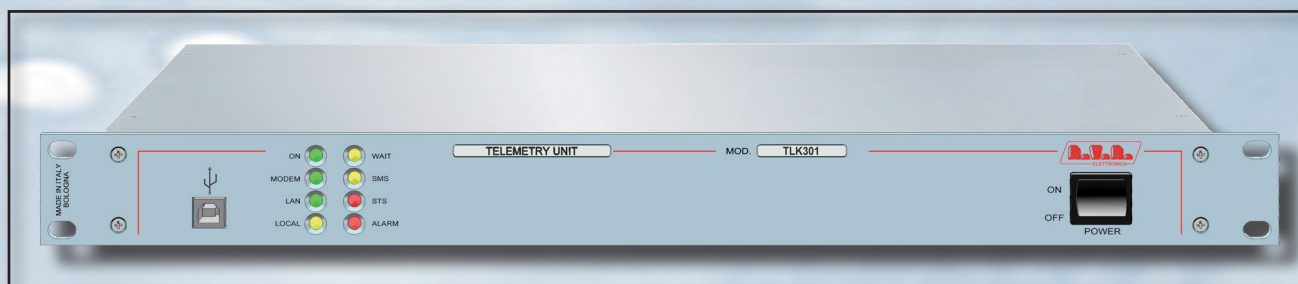 MADE IN ITALY
BOLOGNA
ON
WAIT
MODEM
SMS
LAN
STS
LOCAL
ALARM
TELEMETRY UNIT
MOD.
TLK301
R.V.R.
ELETTRONICA
ON
OFF
POWER